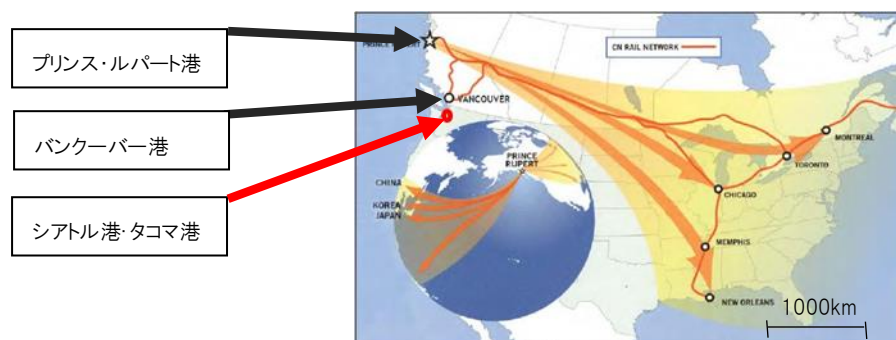 プリンス・ルパート港
バンクーバー港
シアトル港・タコマ港
PRINCE RUPERT
CN RAIL NETWORK
VANCOUVER
MONTREAL
TORONTO
CHICAGO
MEMPHIS
NEW ORLEANS
PRINCE
RUPERT
CHINA
KOREA
JAPAN
1000km